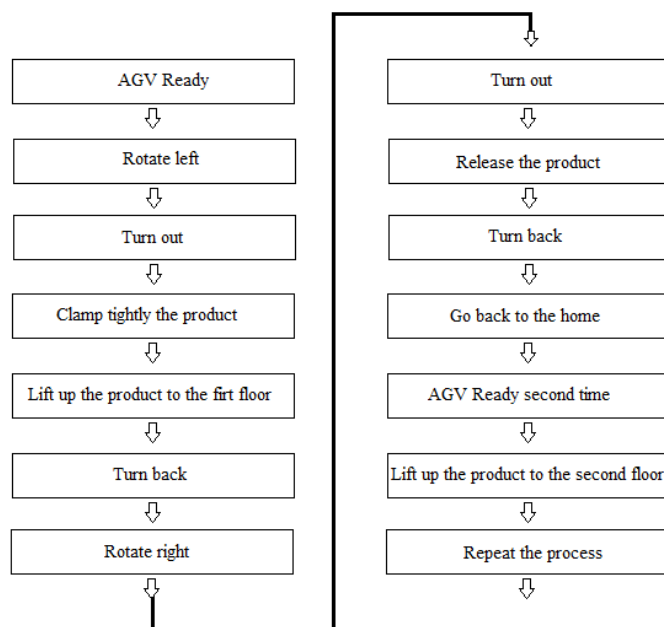 AGV Ready
Rotate left
Turn out
Clamp tightly the product
Lift up the product to the firt floor
Turn back
Rotate right
Turn out
Release the product
Turn back
Go back to the home
AGV Ready second time
Lift up the product to the second floor
Repeat the process